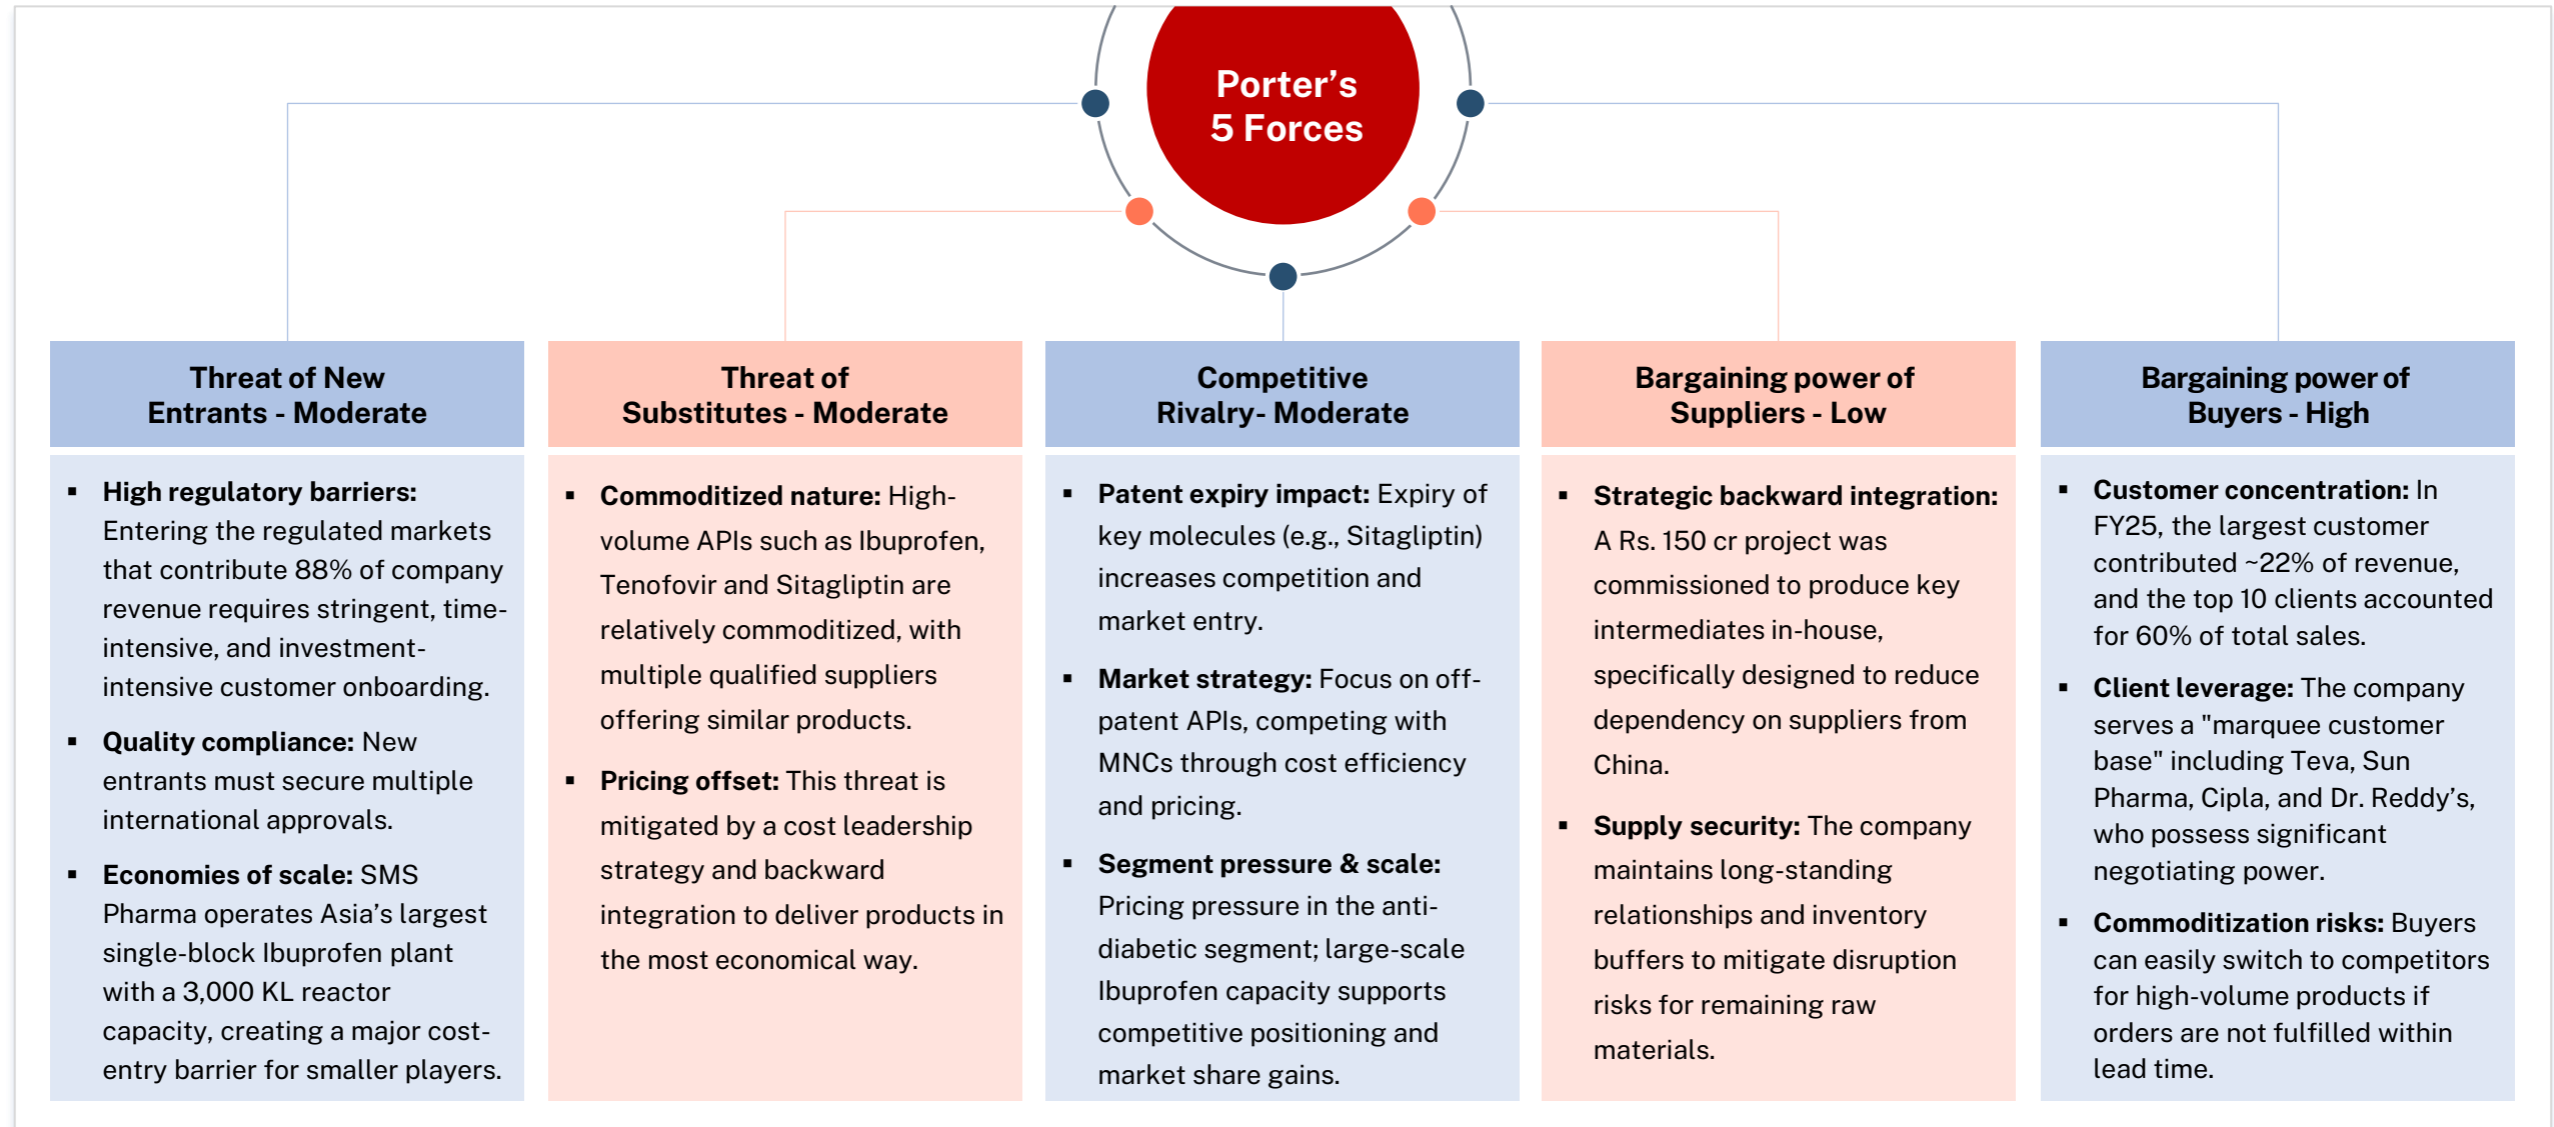 Porter’s
5 Forces
Threat of New
Entrants - Moderate
▪ High regulatory barriers:
Entering the regulated markets
that contribute 88% of company
revenue requires stringent, time-
intensive, and investment-
intensive customer onboarding.
▪ Quality compliance: New
entrants must secure multiple
international approvals.
▪ Economies of scale: SMS
Pharma operates Asia’s largest
single-block Ibuprofen plant
with a 3,000 KL reactor
capacity, creating a major cost-
entry barrier for smaller players.
Threat of
Substitutes - Moderate
▪ Commoditized nature: High-
volume APIs such as Ibuprofen,
Tenofovir and Sitagliptin are
relatively commoditized, with
multiple qualified suppliers
offering similar products.
▪ Pricing offset: This threat is
mitigated by a cost leadership
strategy and backward
integration to deliver products in
the most economical way.
Competitive
Rivalry- Moderate
▪ Patent expiry impact: Expiry of
key molecules (e.g., Sitagliptin)
increases competition and
market entry.
▪ Market strategy: Focus on off-
patent APIs, competing with
MNCs through cost efficiency
and pricing.
▪ Segment pressure & scale:
Pricing pressure in the anti-
diabetic segment; large-scale
Ibuprofen capacity supports
competitive positioning and
market share gains.
Bargaining power of
Suppliers - Low
▪ Strategic backward integration:
A Rs. 150 cr project was
commissioned to produce key
intermediates in-house,
specifically designed to reduce
dependency on suppliers from
China.
▪ Supply security: The company
maintains long-standing
relationships and inventory
buffers to mitigate disruption
risks for remaining raw
materials.
Bargaining power of
Buyers - High
▪ Customer concentration: In
FY25, the largest customer
contributed ~22% of revenue,
and the top 10 clients accounted
for 60% of total sales.
▪ Client leverage: The company
serves a "marquee customer
base" including Teva, Sun
Pharma, Cipla, and Dr. Reddy’s,
who possess significant
negotiating power.
▪ Commoditization risks: Buyers
can easily switch to competitors
for high-volume products if
orders are not fulfilled within
lead time.